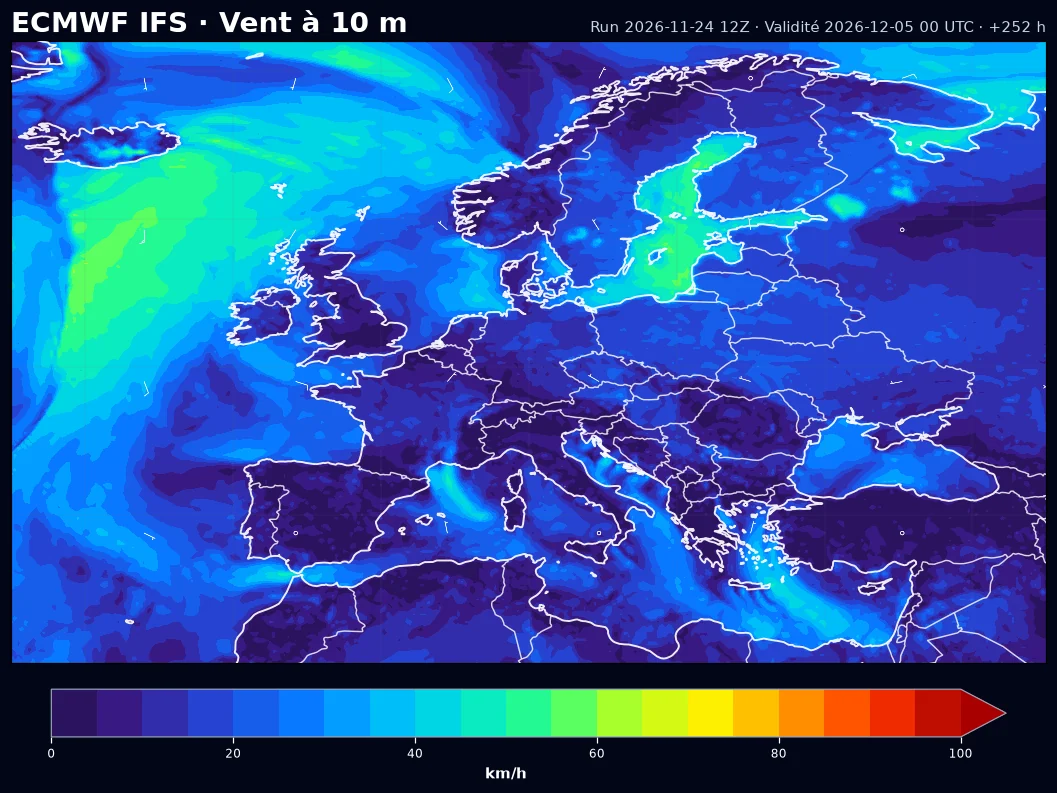 ECMWF IFS · Vent à 10 m
Run 2026-11-24 12Z · Validité 2026-12-05 00 UTC · +252 h
0 20 40 60 80 100
km/h